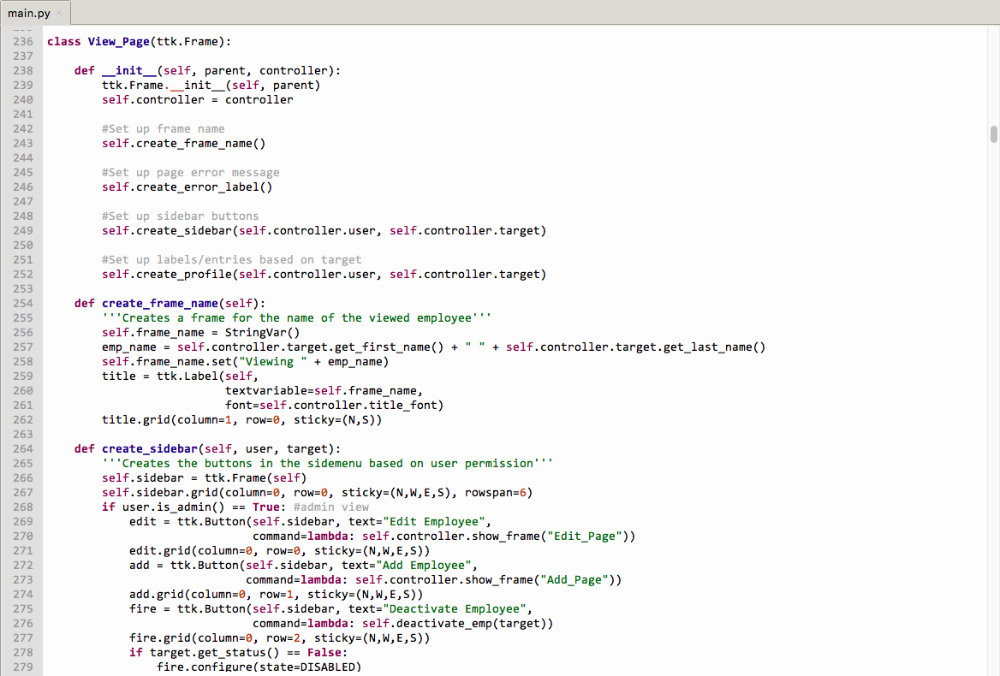 main.py ×
236 class View_Page(ttk.Frame):
237
238     def __init__(self, parent, controller):
239         ttk.Frame.__init__(self, parent)
240         self.controller = controller
241
242         #Set up frame name
243         self.create_frame_name()
244
245         #Set up page error message
246         self.create_error_label()
247
248         #Set up sidebar buttons
249         self.create_sidebar(self.controller.user, self.controller.target)
250
251         #Set up labels/entries based on target
252         self.create_profile(self.controller.user, self.controller.target)
253
254     def create_frame_name(self):
255         '''Creates a frame for the name of the viewed employee'''
256         self.frame_name = StringVar()
257         emp_name = self.controller.target.get_first_name() + " " + self.controller.target.get_last_name()
258         self.frame_name.set("Viewing " + emp_name)
259         title = ttk.Label(self,
260                           textvariable=self.frame_name,
261                           font=self.controller.title_font)
262         title.grid(column=1, row=0, sticky=(N,S))
263
264     def create_sidebar(self, user, target):
265         '''Creates the buttons in the sidemenu based on user permission'''
266         self.sidebar = ttk.Frame(self)
267         self.sidebar.grid(column=0, row=0, sticky=(N,W,E,S), rowspan=6)
268         if user.is_admin() == True: #admin view
269             edit = ttk.Button(self.sidebar, text="Edit Employee",
270                               command=lambda: self.controller.show_frame("Edit_Page"))
271             edit.grid(column=0, row=0, sticky=(N,W,E,S))
272             add = ttk.Button(self.sidebar, text="Add Employee",
273                              command=lambda: self.controller.show_frame("Add_Page"))
274             add.grid(column=0, row=1, sticky=(N,W,E,S))
275             fire = ttk.Button(self.sidebar, text="Deactivate Employee",
276                               command=lambda: self.deactivate_emp(target))
277             fire.grid(column=0, row=2, sticky=(N,W,E,S))
278             if target.get_status() == False:
279                 fire.configure(state=DISABLED)